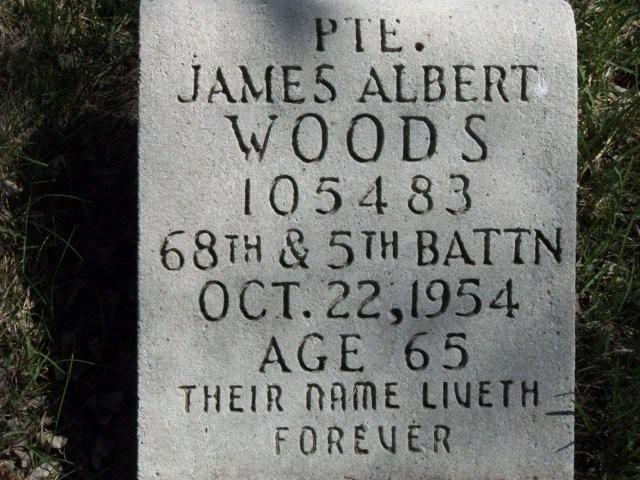 PTE.
JAMES ALBERT
WOODS
105483
68TH & 5TH BATTN
OCT. 22, 1954
AGE 65
THEIR NAME LIVETH
FOREVER